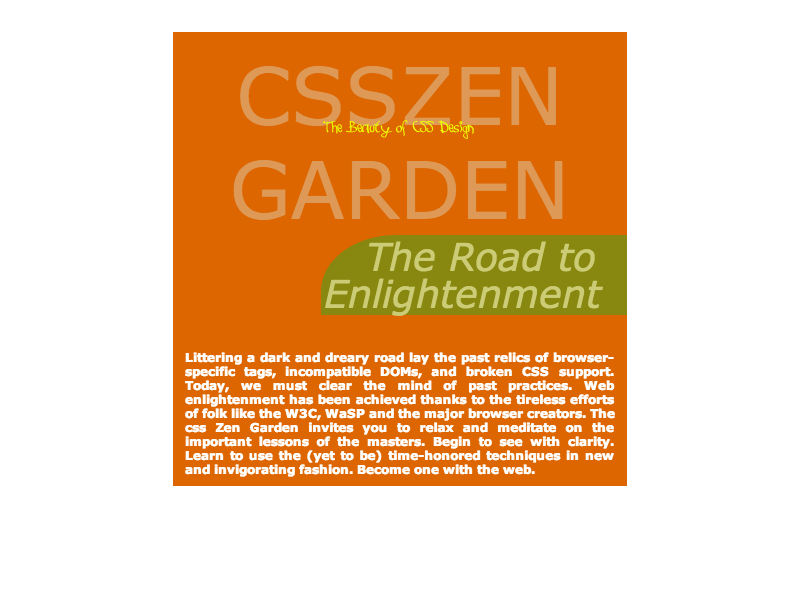 CSSZEN
The Beauty of CSS Design
GARDEN
The Road to
Enlightenment
Littering a dark and dreary road lay the past relics of browser-
specific tags, incompatible DOMs, and broken CSS support.
Today, we must clear the mind of past practices. Web
enlightenment has been achieved thanks to the tireless efforts
of folk like the W3C, WaSP and the major browser creators. The
css Zen Garden invites you to relax and meditate on the
important lessons of the masters. Begin to see with clarity.
Learn to use the (yet to be) time-honored techniques in new
and invigorating fashion. Become one with the web.